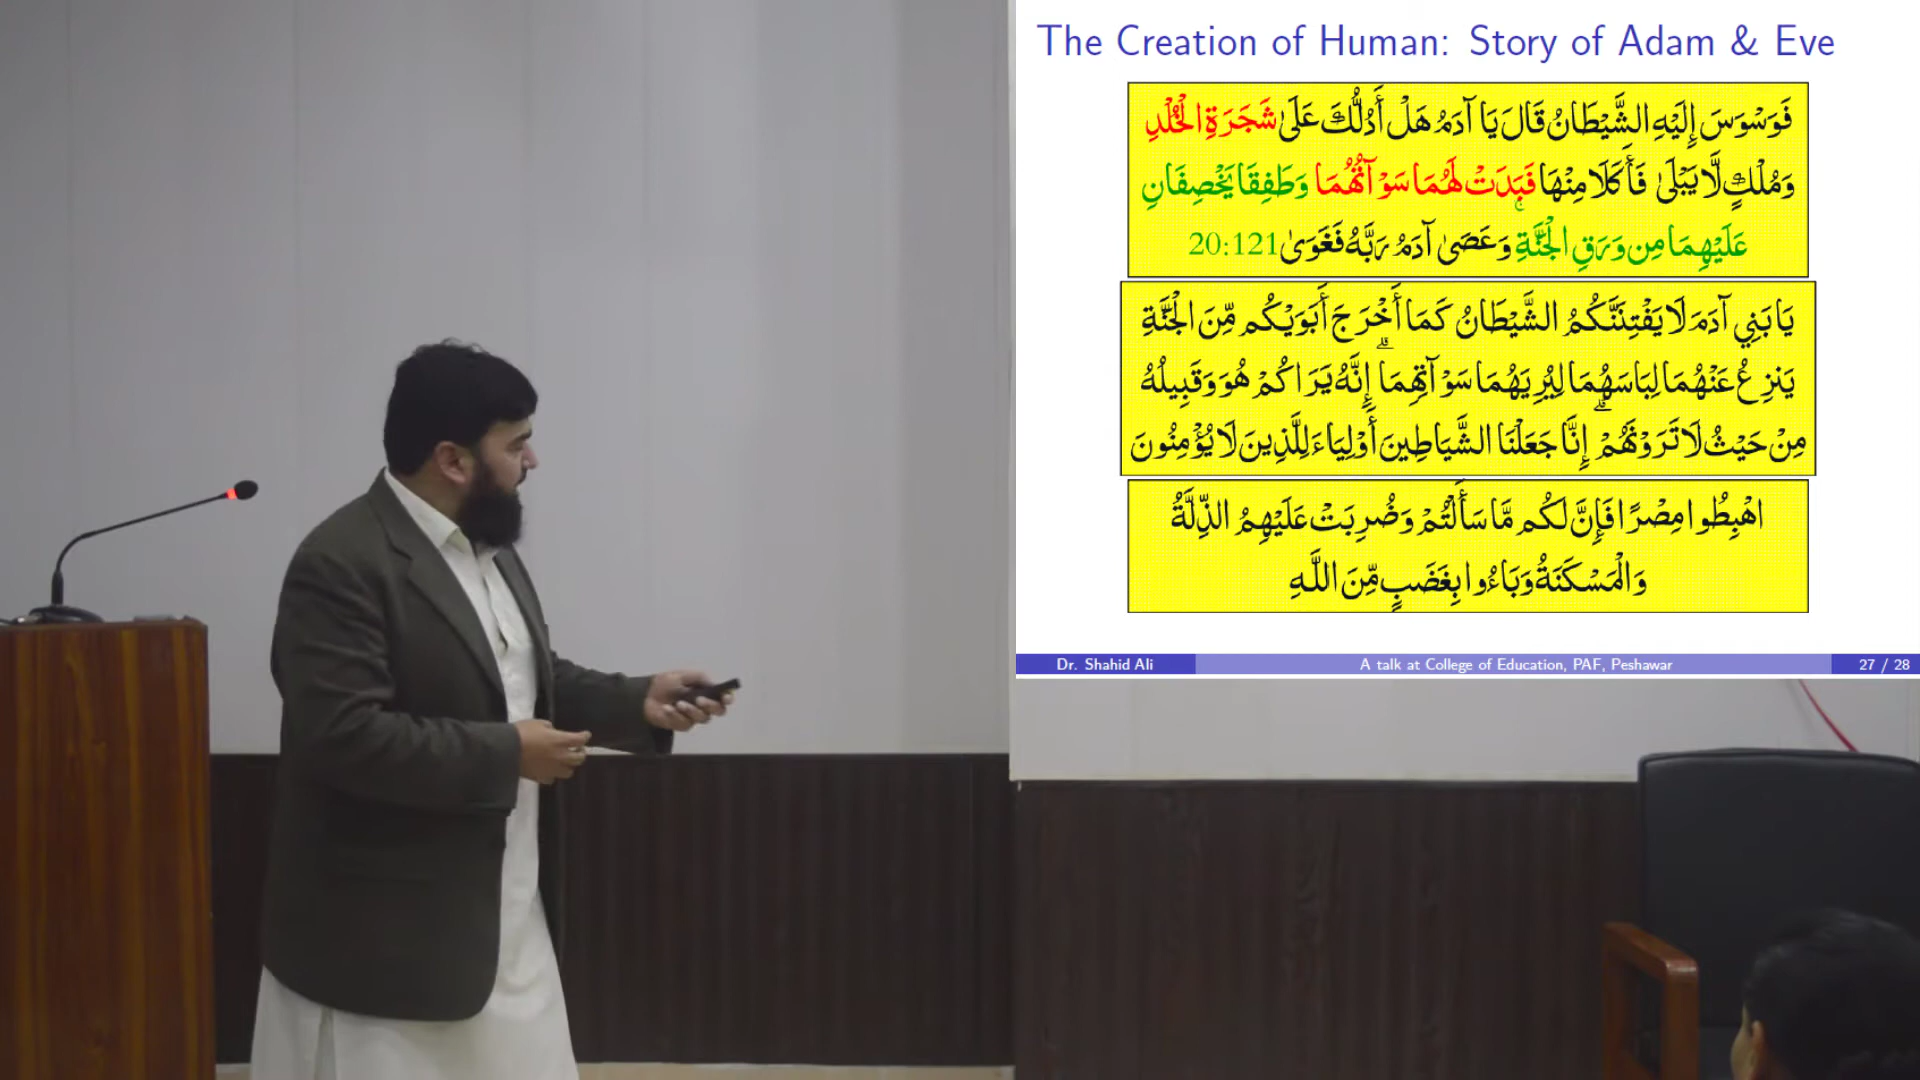 The Creation of Human: Story of Adam & Eve
فَوَسْوَسَ إِلَيْهِ الشَّيْطَانُ قَالَ يَا آدَمُ هَلْ أَدُلُّكَ عَلَىٰ شَجَرَةِ الْخُلْدِ
وَمُلْكٍ لَّا يَبْلَىٰ فَأَكَلَا مِنْهَا فَبَدَتْ لَهُمَا سَوْآتُهُمَا وَطَفِقَا يَخْصِفَانِ
عَلَيْهِمَا مِن وَرَقِ الْجَنَّةِ ۚ وَعَصَىٰ آدَمُ رَبَّهُ فَغَوَىٰ 20:121
يَا بَنِي آدَمَ لَا يَفْتِنَنَّكُمُ الشَّيْطَانُ كَمَا أَخْرَجَ أَبَوَيْكُم مِّنَ الْجَنَّةِ
يَنزِعُ عَنْهُمَا لِبَاسَهُمَا لِيُرِيَهُمَا سَوْآتِهِمَا ۗ إِنَّهُ يَرَاكُمْ هُوَ وَقَبِيلُهُ
مِنْ حَيْثُ لَا تَرَوْنَهُمْ ۗ إِنَّا جَعَلْنَا الشَّيَاطِينَ أَوْلِيَاءَ لِلَّذِينَ لَا يُؤْمِنُونَ
اهْبِطُوا مِصْرًا فَإِنَّ لَكُم مَّا سَأَلْتُمْ وَضُرِبَتْ عَلَيْهِمُ الذِّلَّةُ
وَالْمَسْكَنَةُ وَبَاءُوا بِغَضَبٍ مِّنَ اللَّهِ
Dr. Shahid Ali A talk at College of Education, PAF, Peshawar 27 / 28